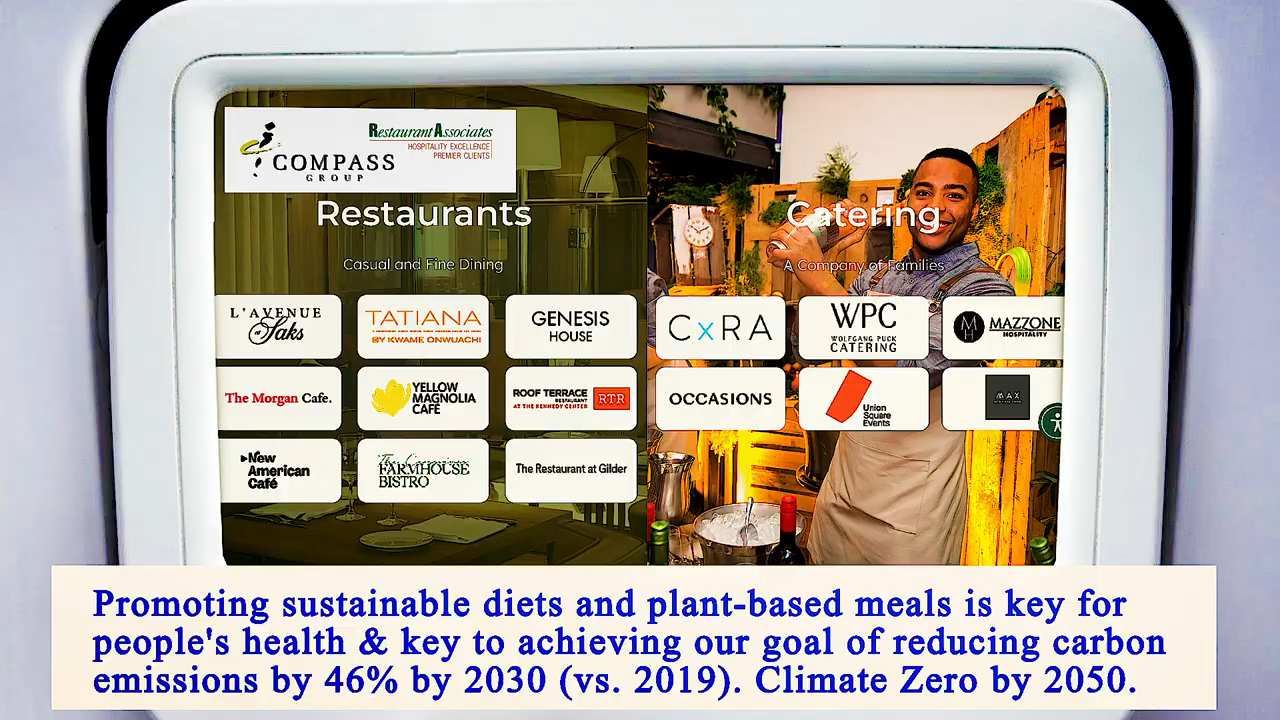 COMPASS
GROUP
Restaurant Associates
HOSPITALITY EXCELLENCE
PREMIER CLIENTS
Restaurants
Casual and Fine Dining
L'AVENUE
Saks
TATIANA
BY KWAME ONWUACHI
GENESIS
HOUSE
The Morgan Cafe.
YELLOW
MAGNOLIA
CAFÉ
ROOF TERRACE
RESTAURANT
AT THE KENNEDY CENTER
RTR
New
American
Café
FARMHOUSE
BISTRO
The Restaurant at Gilder
Catering
A Company of Families
CxRA
WPC
WOLFGANG PUCK
CATERING
MH
MAZZONE
HOSPITALITY
OCCASIONS
Union
Square
Events
MAX
Promoting sustainable diets and plant-based meals is key for
people's health & key to achieving our goal of reducing carbon
emissions by 46% by 2030 (vs. 2019). Climate Zero by 2050.